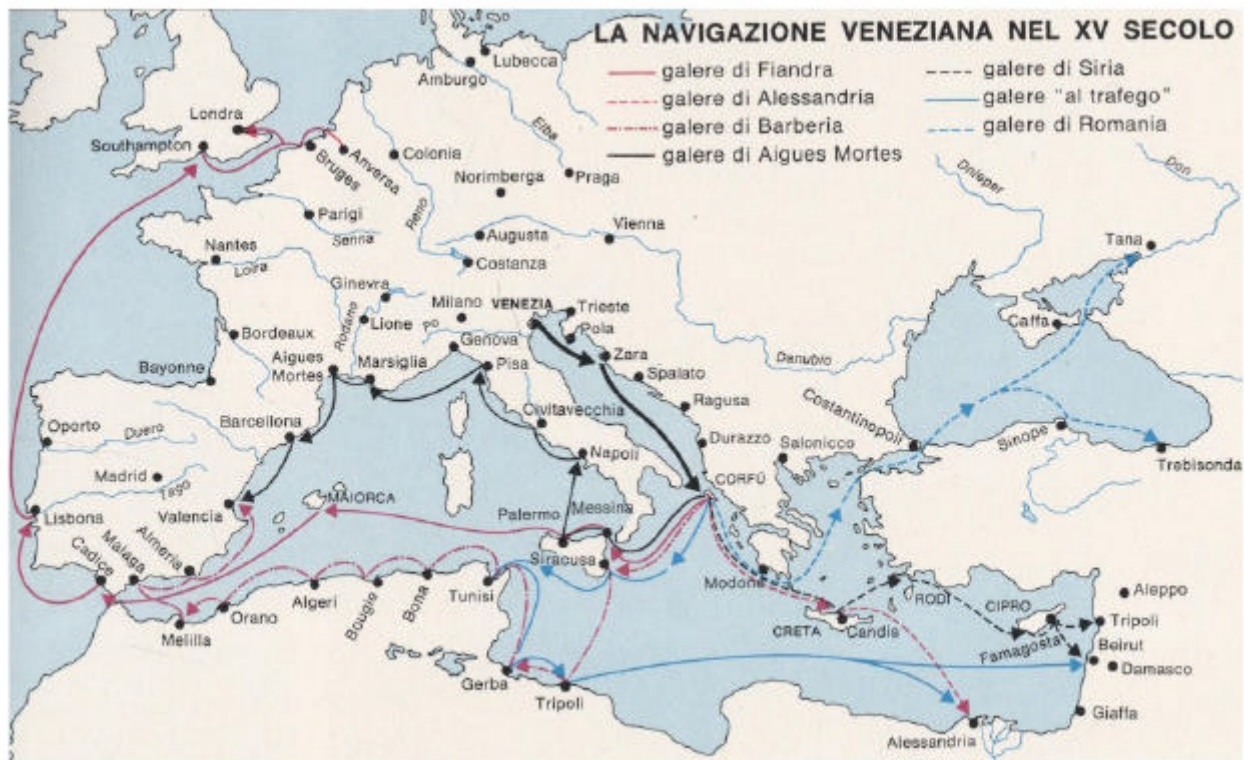 LA NAVIGAZIONE VENEZIANA NEL XV SECOLO
galere di Fiandra
galere di Alessandria
galere di Barberia
galere di Aigues Mortes
galere di Siria
galere "al trafego"
galere di Romania
Lubecca
Amburgo
Londra
Southampton
Bruges
Anversa
Colonia
Elba
Norimberga
Praga
Dnieper
Don
Parigi
Senna
Reno
Augusta
Vienna
Tana
Nantes
Loira
Costanza
Ginevra
Milano
VENEZIA
Trieste
Pola
Caffa
Bordeaux
Rodano
Lione
Po
Genova
Zara
Danubio
Bayonne
Aigues
Mortes
Marsiglia
Pisa
Spalato
Ragusa
Costantinopoli
Sinope
Trebisonda
Oporto
Duero
Barcellona
Civitavecchia
Durazzo
Salonicco
Madrid
Tago
Napoli
CORFÚ
Lisbona
Valencia
MAIORCA
Palermo
Messina
Cadice
Malaga
Almeria
Siracusa
Modone
RODI
CIPRO
Aleppo
Tripoli
Melilla
Orano
Algeri
Bougie
Bona
Tunisi
CRETA
Candia
Famagosta
Beirut
Damasco
Gerba
Tripoli
Giaffa
Alessandria